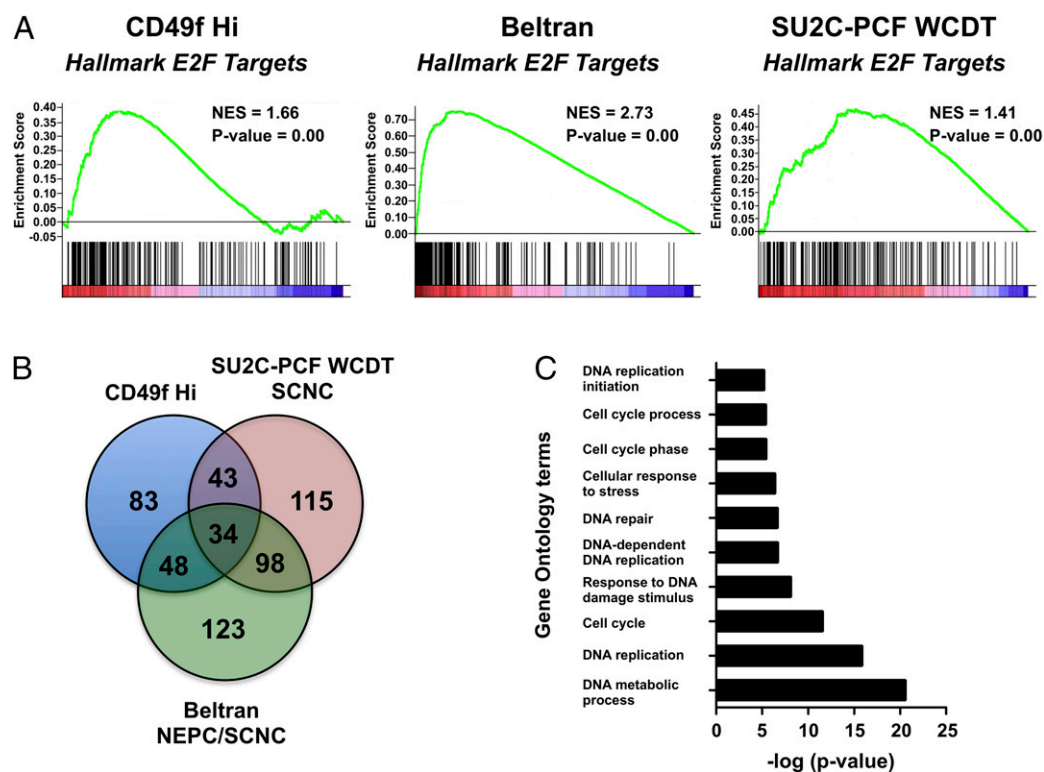 A
CD49f Hi
Hallmark E2F Targets
Enrichment Score
0.40
0.35
0.30
0.25
0.20
0.15
0.10
0.05
0.00
-0.05
NES = 1.66
P-value = 0.00
Beltran
Hallmark E2F Targets
Enrichment Score
0.70
0.60
0.50
0.40
0.30
0.20
0.10
0.00
NES = 2.73
P-value = 0.00
SU2C-PCF WCDT
Hallmark E2F Targets
Enrichment Score
0.45
0.40
0.35
0.30
0.25
0.20
0.15
0.10
0.05
0.00
NES = 1.41
P-value = 0.00
B
SU2C-PCF WCDT
SCNC
CD49f Hi
83
43
115
34
48
98
123
Beltran
NEPC/SCNC
C
Gene Ontology terms
DNA replication
initiation
Cell cycle process
Cell cycle phase
Cellular response
to stress
DNA repair
DNA-dependent
DNA replication
Response to DNA
damage stimulus
Cell cycle
DNA replication
DNA metabolic
process
0 5 10 15 20 25
-log (p-value)